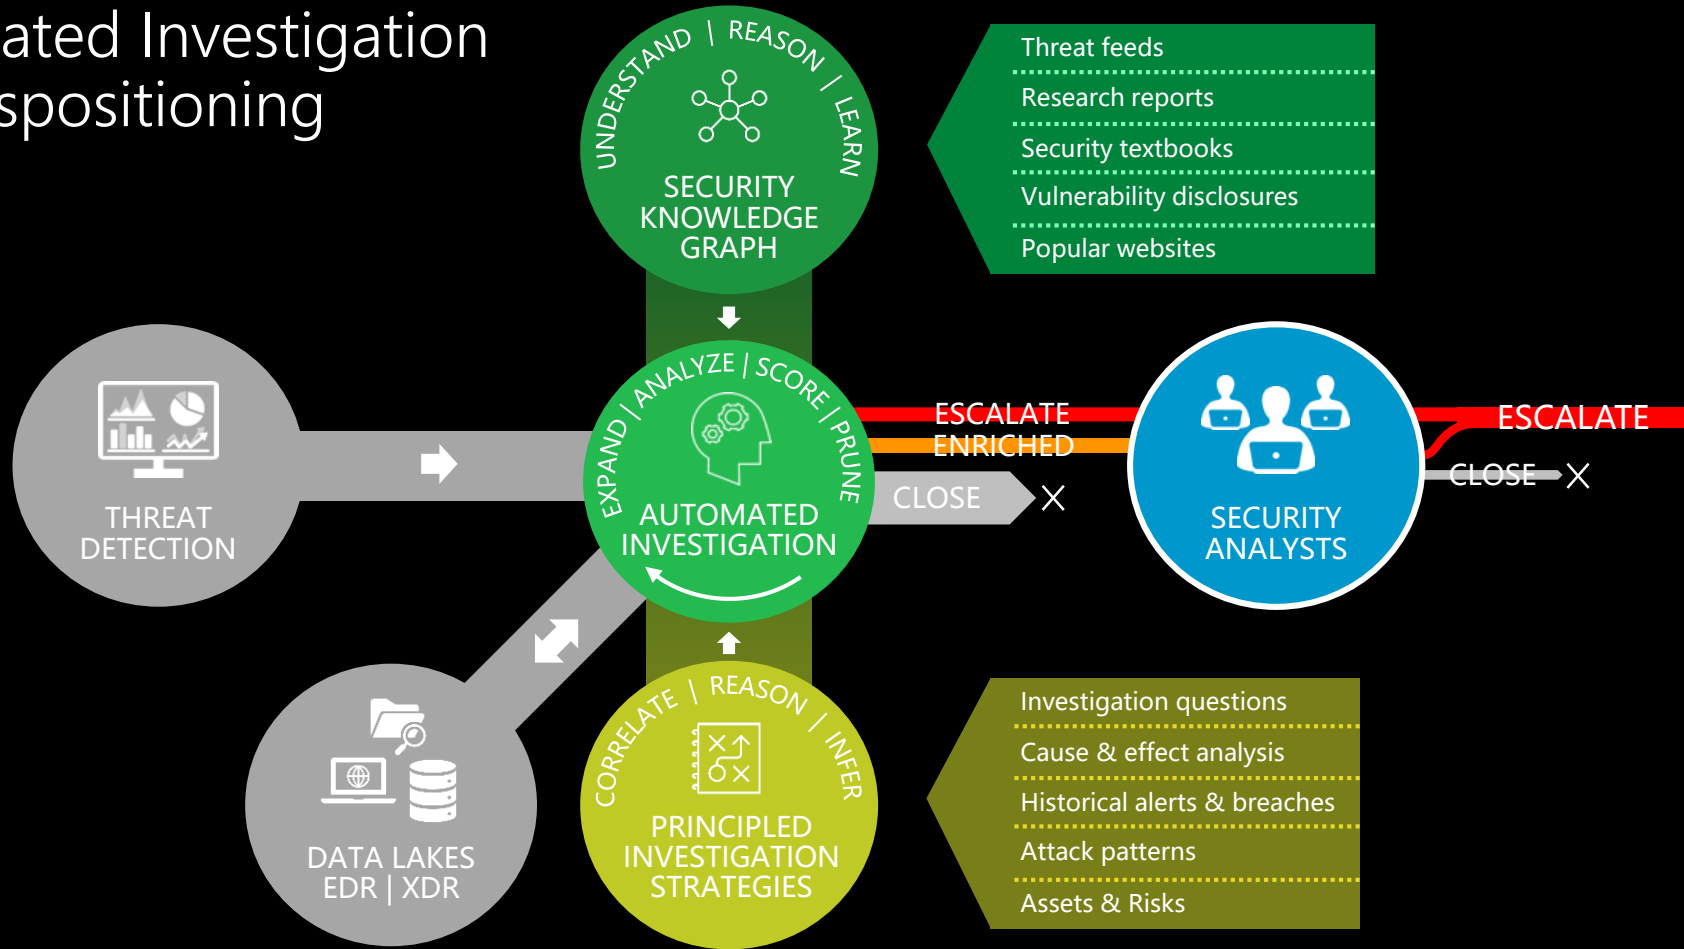 ated Investigation
spositioning
UNDERSTAND | REASON | LEARN
SECURITY
KNOWLEDGE
GRAPH
Threat feeds
Research reports
Security textbooks
Vulnerability disclosures
Popular websites
THREAT
DETECTION
EXPAND | ANALYZE | SCORE | PRUNE
AUTOMATED
INVESTIGATION
ESCALATE
ENRICHED
CLOSE
SECURITY
ANALYSTS
ESCALATE
CLOSE
DATA LAKES
EDR | XDR
CORRELATE | REASON | INFER
PRINCIPLED
INVESTIGATION
STRATEGIES
Investigation questions
Cause & effect analysis
Historical alerts & breaches
Attack patterns
Assets & Risks